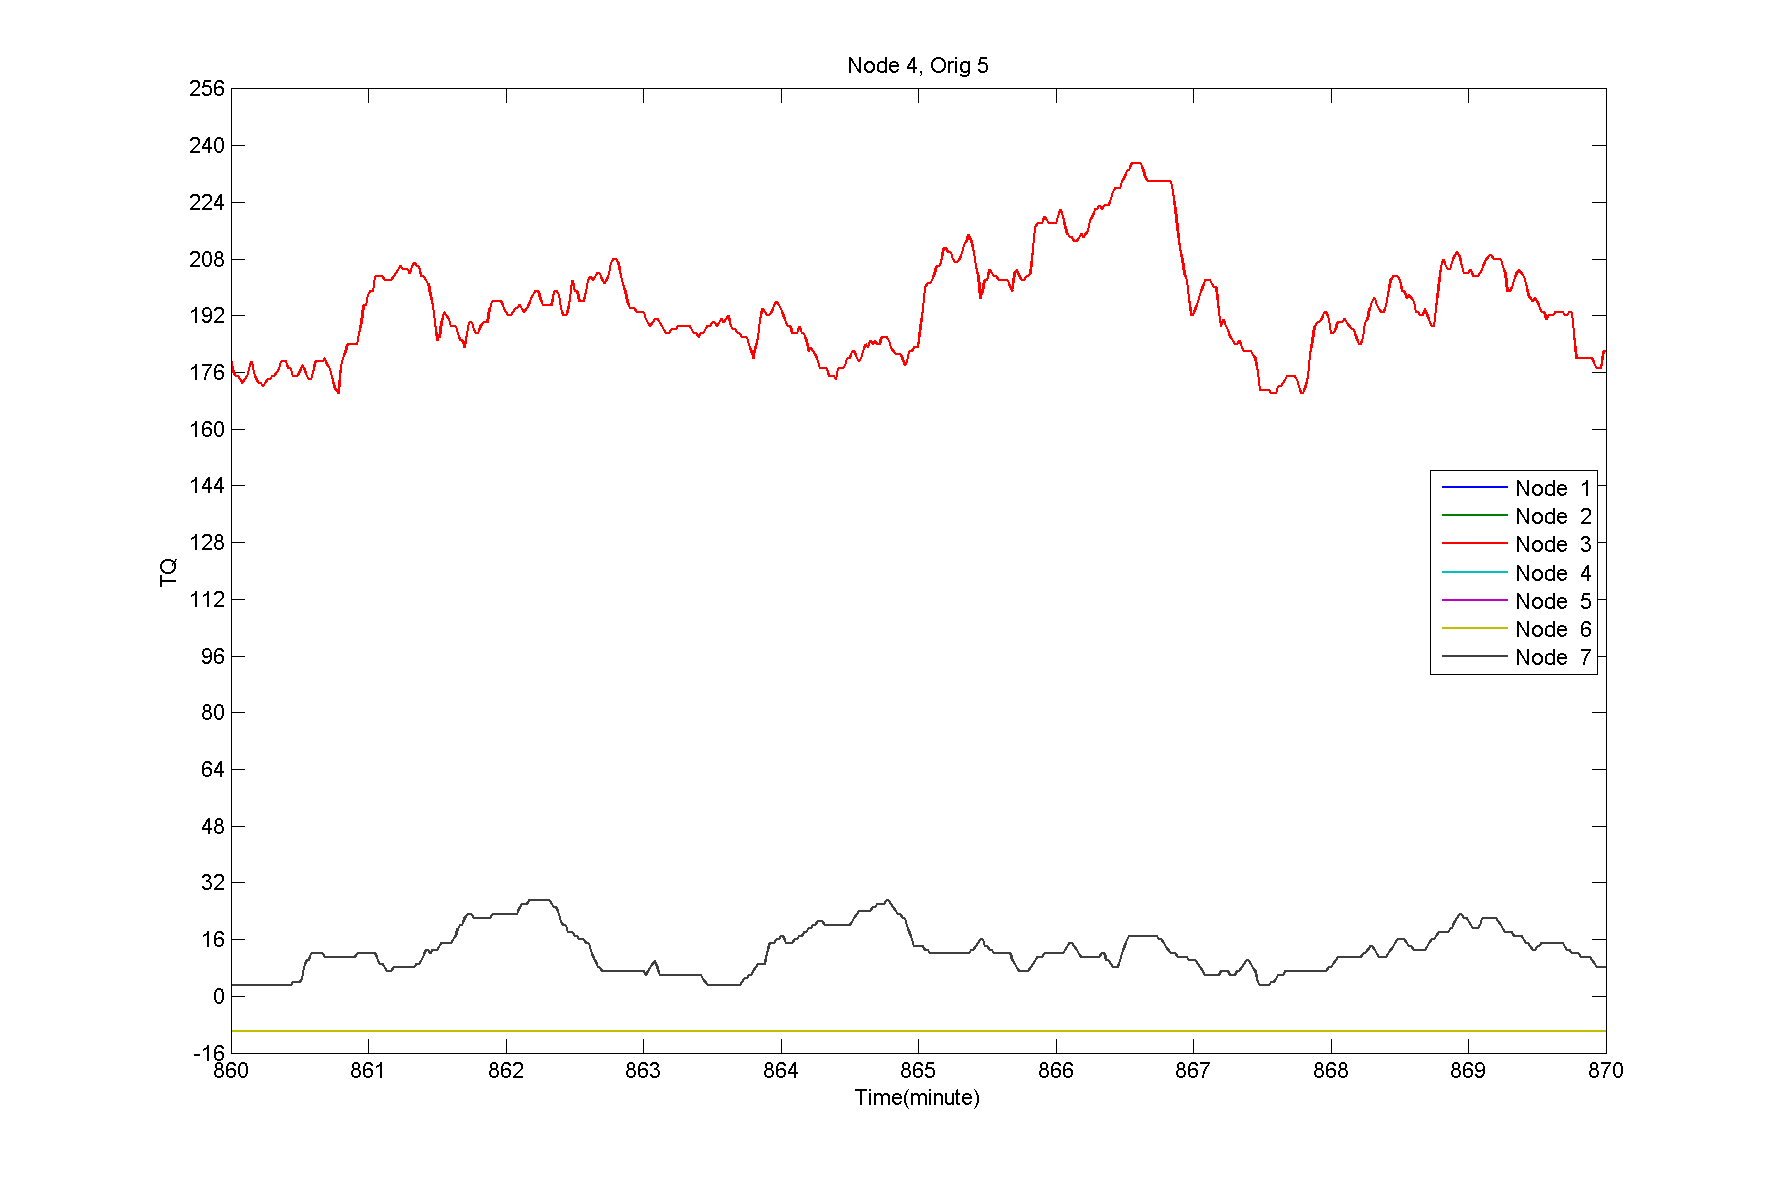 Node 4, Orig 5
256
240
224
208
192
176
160
144
128
112
96
80
64
48
32
16
0
-16
TQ
Node 1
Node 2
Node 3
Node 4
Node 5
Node 6
Node 7
860 861 862 863 864 865 866 867 868 869 870
Time(minute)